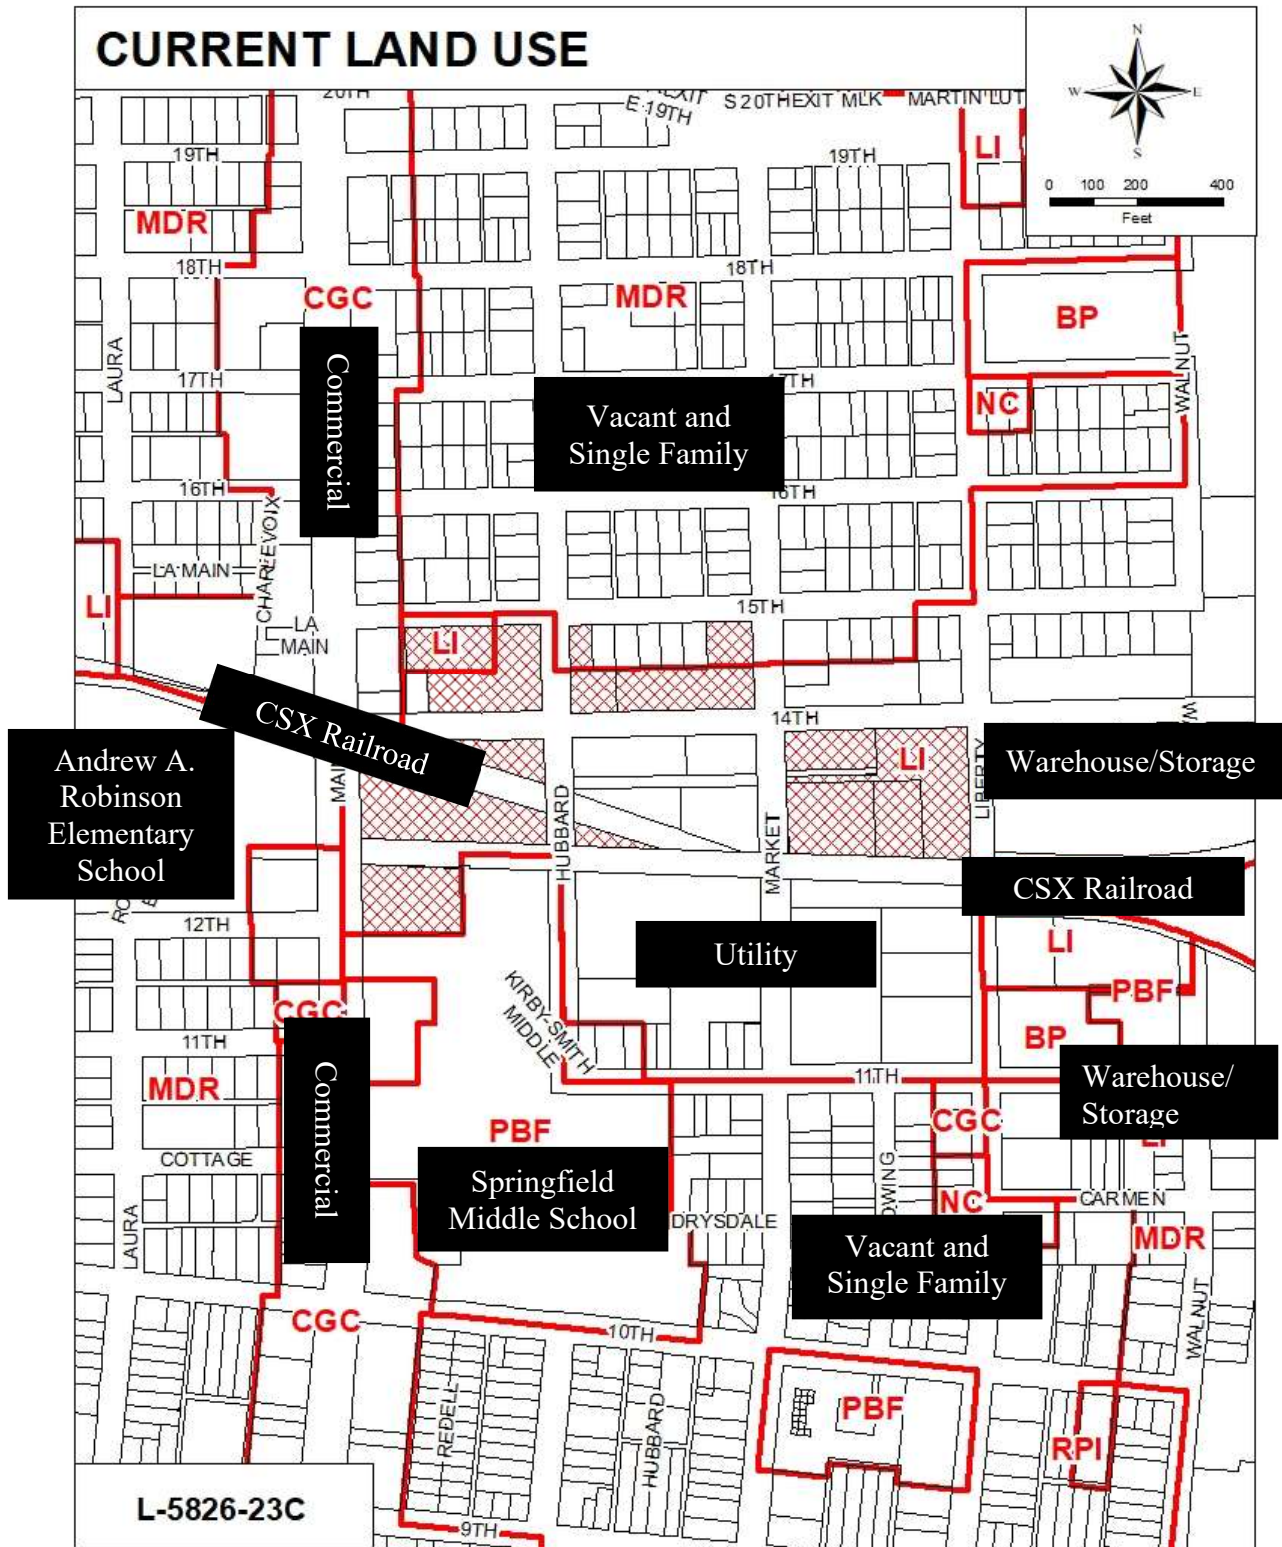 CURRENT LAND USE
N
W
E
S
0 100 200 400
Feet
20TH
E 19TH
S20THEXIT MLK
MARTIN LUT
19TH
19TH
LI
MDR
18TH
18TH
CGC
MDR
BP
LAURA
Commercial
17TH
WALNUT
Vacant and
Single Family
NC
16TH
CHARLEVOIX
LA MAIN
LI
15TH
LA
MAIN
LI
CSX Railroad
14TH
Andrew A.
Robinson
Elementary
School
LI
LIBERTY
Warehouse/Storage
HUBBARD
MARKET
CSX Railroad
12TH
Utility
LI
KIRBY-SMITH
MIDDLE
PBF
CGC
11TH
BP
MDR
Commercial
11TH
Warehouse/
Storage
CGC
PBF
COTTAGE
Springfield
Middle School
NC
CARMEN
LAURA
DRYSDALE
MDR
Vacant and
Single Family
CGC
10TH
WALNUT
REDELL
HUBBARD
PBF
RPI
L-5826-23C
9TH